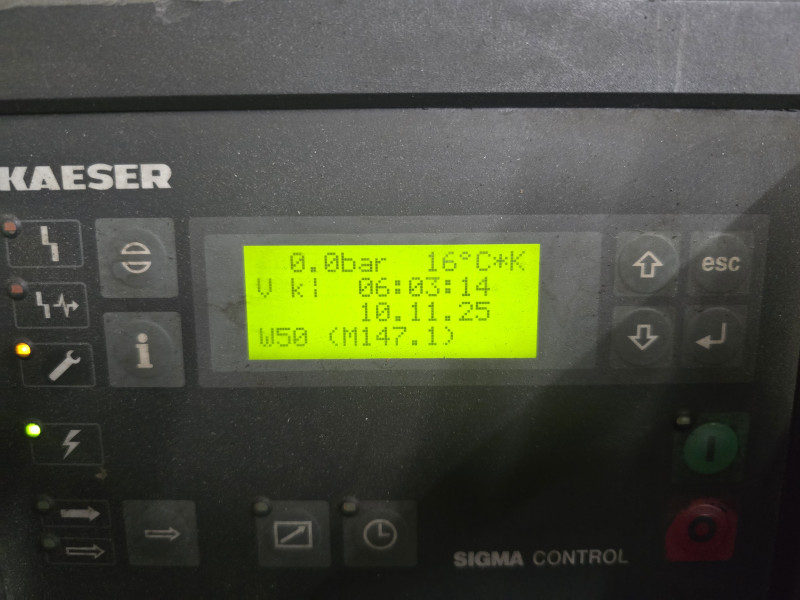 KAESER
0.0bar 16°C*K
V k¦ 06:03:14
10.11.25
W50 (M147.1)
esc
i
SIGMA CONTROL